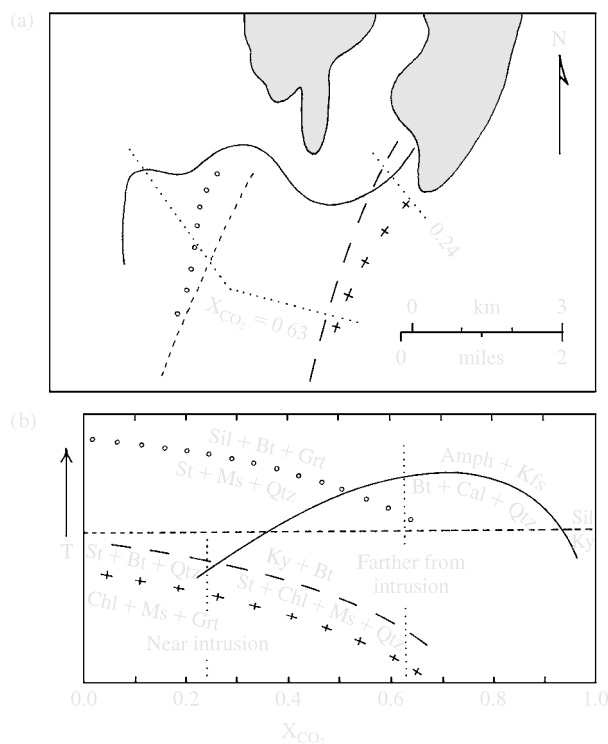 (a)
N
0.24
X_CO2 = 0 63
0 km 3
0 miles 2
(b)
T
Sil + Bt + Grt
St + Ms + Qtz
Amph + Kfs
Bt + Cal + Qtz
Sil
Ky
St + Bt + Qtz
Chl + Ms + Grt
Ky + Bt
St + Chl + Ms + Qtz
Farther from
intrusion
Near intrusion
0.0 0.2 0.4 0.6 0.8 1.0
X_CO2